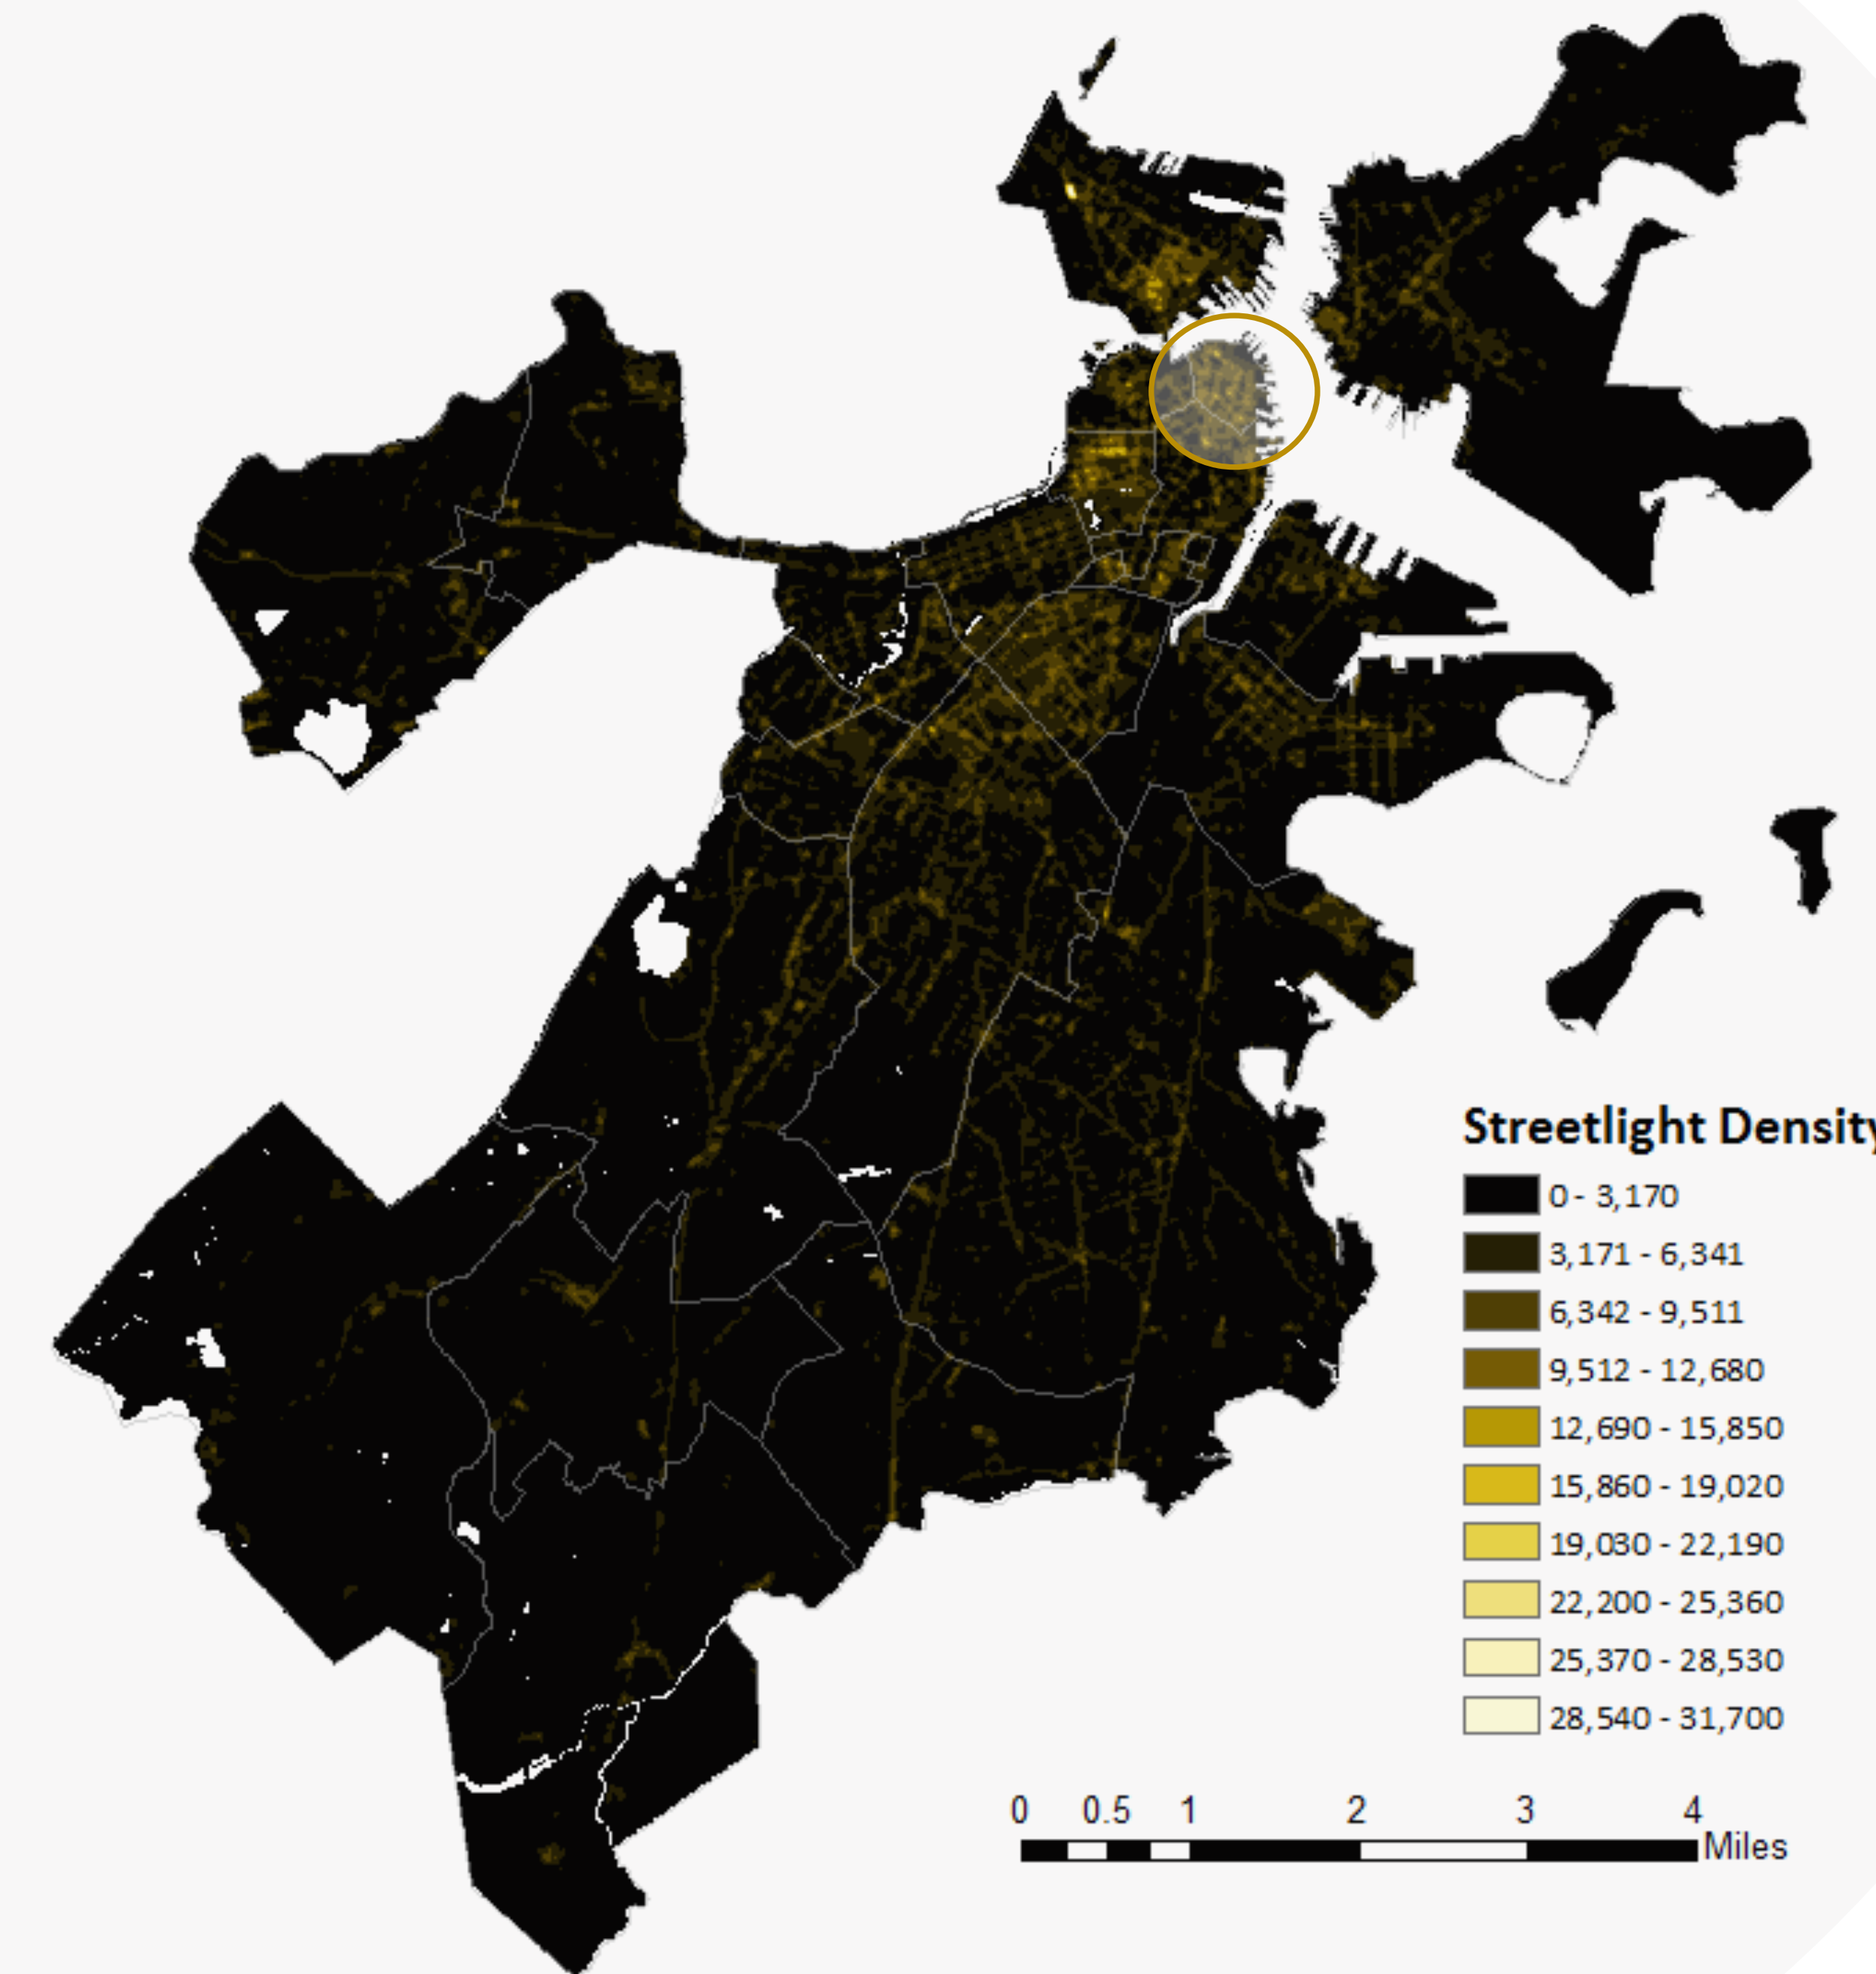 Streetlight Density
0 - 3,170
3,171 - 6,341
6,342 - 9,511
9,512 - 12,680
12,690 - 15,850
15,860 - 19,020
19,030 - 22,190
22,200 - 25,360
25,370 - 28,530
28,540 - 31,700
0 0.5 1 2 3 4
Miles